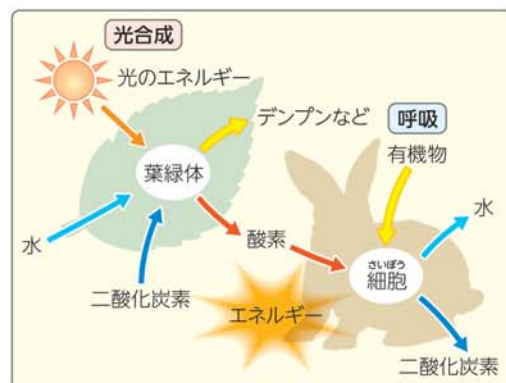 光合成
光のエネルギー
デンプンなど
呼吸
有機物
葉緑体
水
水
酸素
さいぼう
細胞
二酸化炭素
エネルギー
二酸化炭素